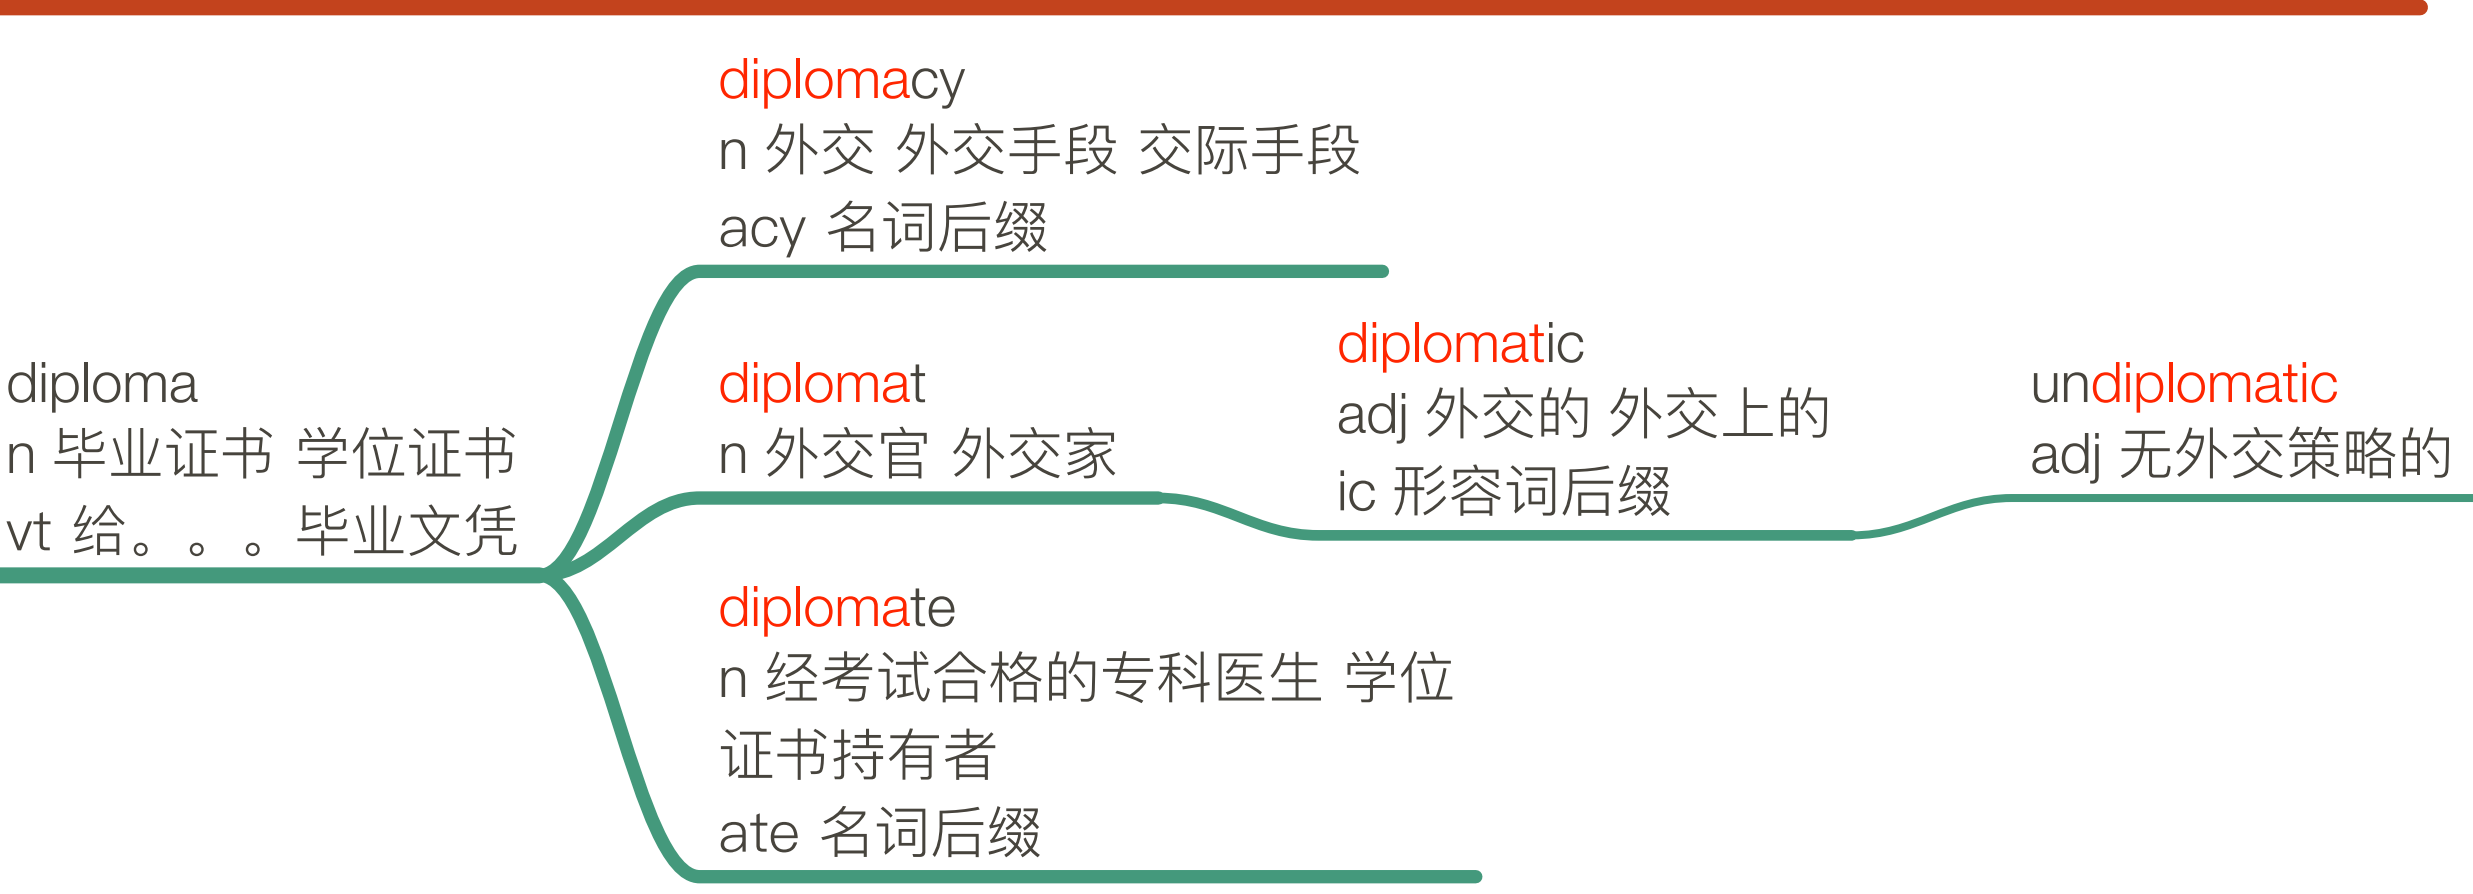 diploma
n 毕业证书 学位证书
vt 给。。。毕业文凭
diplomacy
n 外交 外交手段 交际手段
acy 名词后缀
diplomat
n 外交官 外交家
diplomatic
adj 外交的 外交上的
ic 形容词后缀
undiplomatic
adj 无外交策略的
diplomate
n 经考试合格的专科医生 学位
证书持有者
ate 名词后缀